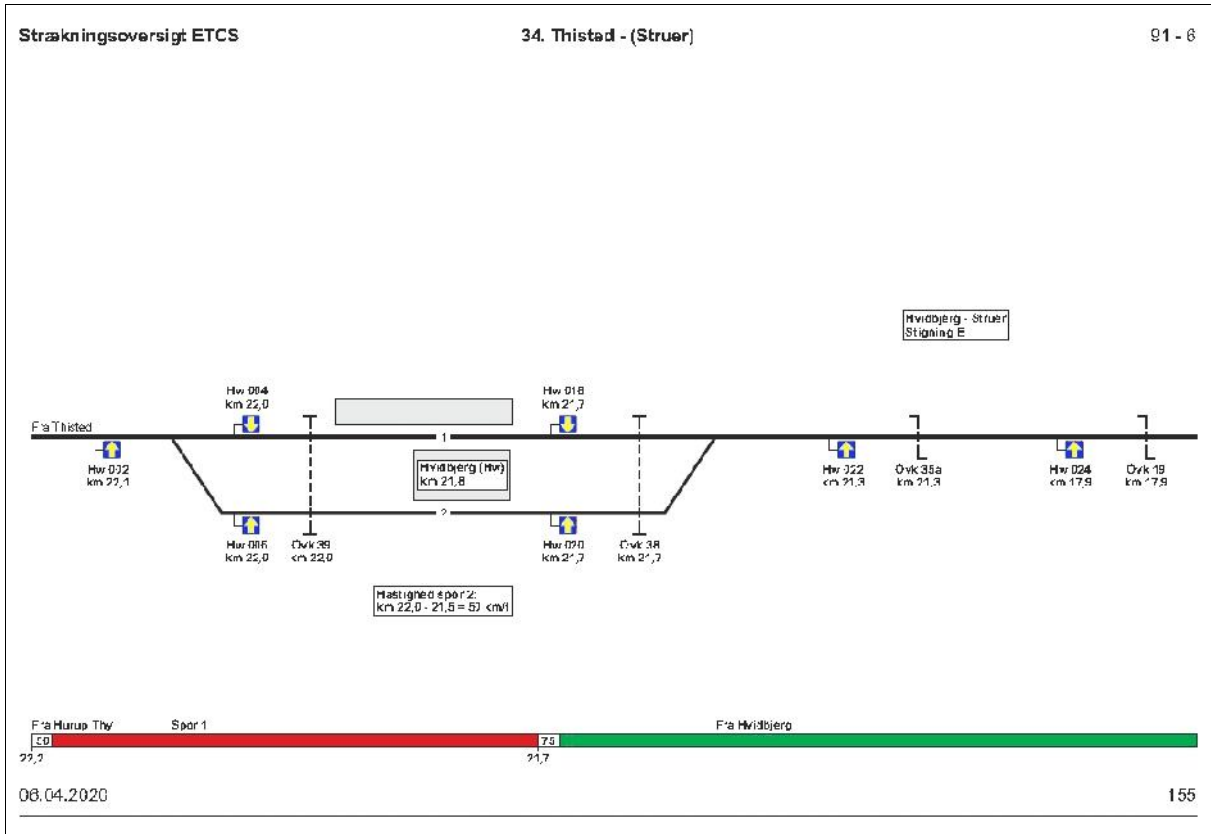 Strækningsoversigt ETCS
34. Thisted - (Struer)
91 - 6
Hvidbjerg - Struer
Stigning E
Hw 004
km 22,0
Hw 018
km 21,7
Fra Thisted
1
Hw 002
km 22,1
Hvidbjerg (Hw)
km 21,8
Hw 022
km 21,3
Ovk 35a
km 21,3
Hw 024
km 17,9
Ovk 19
km 17,9
2
Hw 006
km 22,0
Ovk 39
km 22,0
Hw 020
km 21,7
Ovk 38
km 21,7
Hastighed spor 2:
km 22,0 - 21,5 = 50 km/t
Fra Hurup Thy
Spor 1
Fra Hvidbjerg
50
75
22,2
21,7
06.04.2020
155